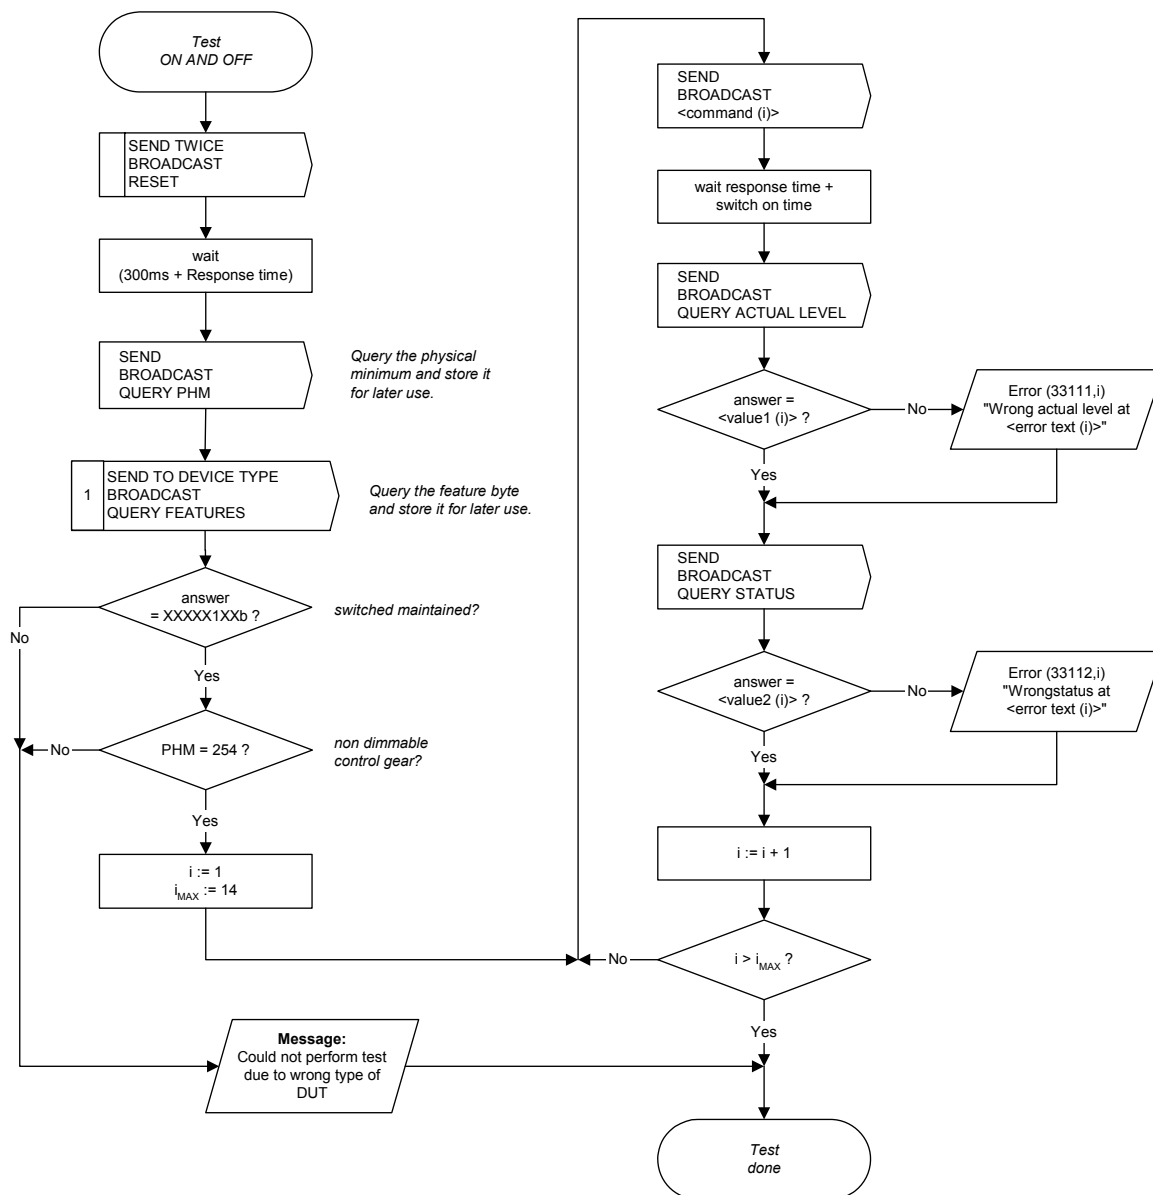 Test
ON AND OFF
SEND TWICE
BROADCAST
RESET
wait
(300ms + Response time)
SEND
BROADCAST
QUERY PHM
Query the physical
minimum and store it
for later use.
1
SEND TO DEVICE TYPE
BROADCAST
QUERY FEATURES
Query the feature byte
and store it for later use.
answer
= XXXXX1XXb ?
switched maintained?
No
Yes
PHM = 254 ?
non dimmable
control gear?
No
Yes
i := 1
iMAX := 14
Message:
Could not perform test
due to wrong type of
DUT
SEND
BROADCAST
<command (i)>
wait response time +
switch on time
SEND
BROADCAST
QUERY ACTUAL LEVEL
answer =
<value1 (i)> ?
No
Error (33111,i)
"Wrong actual level at
<error text (i)>"
Yes
SEND
BROADCAST
QUERY STATUS
answer =
<value2 (i)> ?
No
Error (33112,i)
"Wrongstatus at
<error text (i)>"
Yes
i := i + 1
i > iMAX ?
No
Yes
Test
done